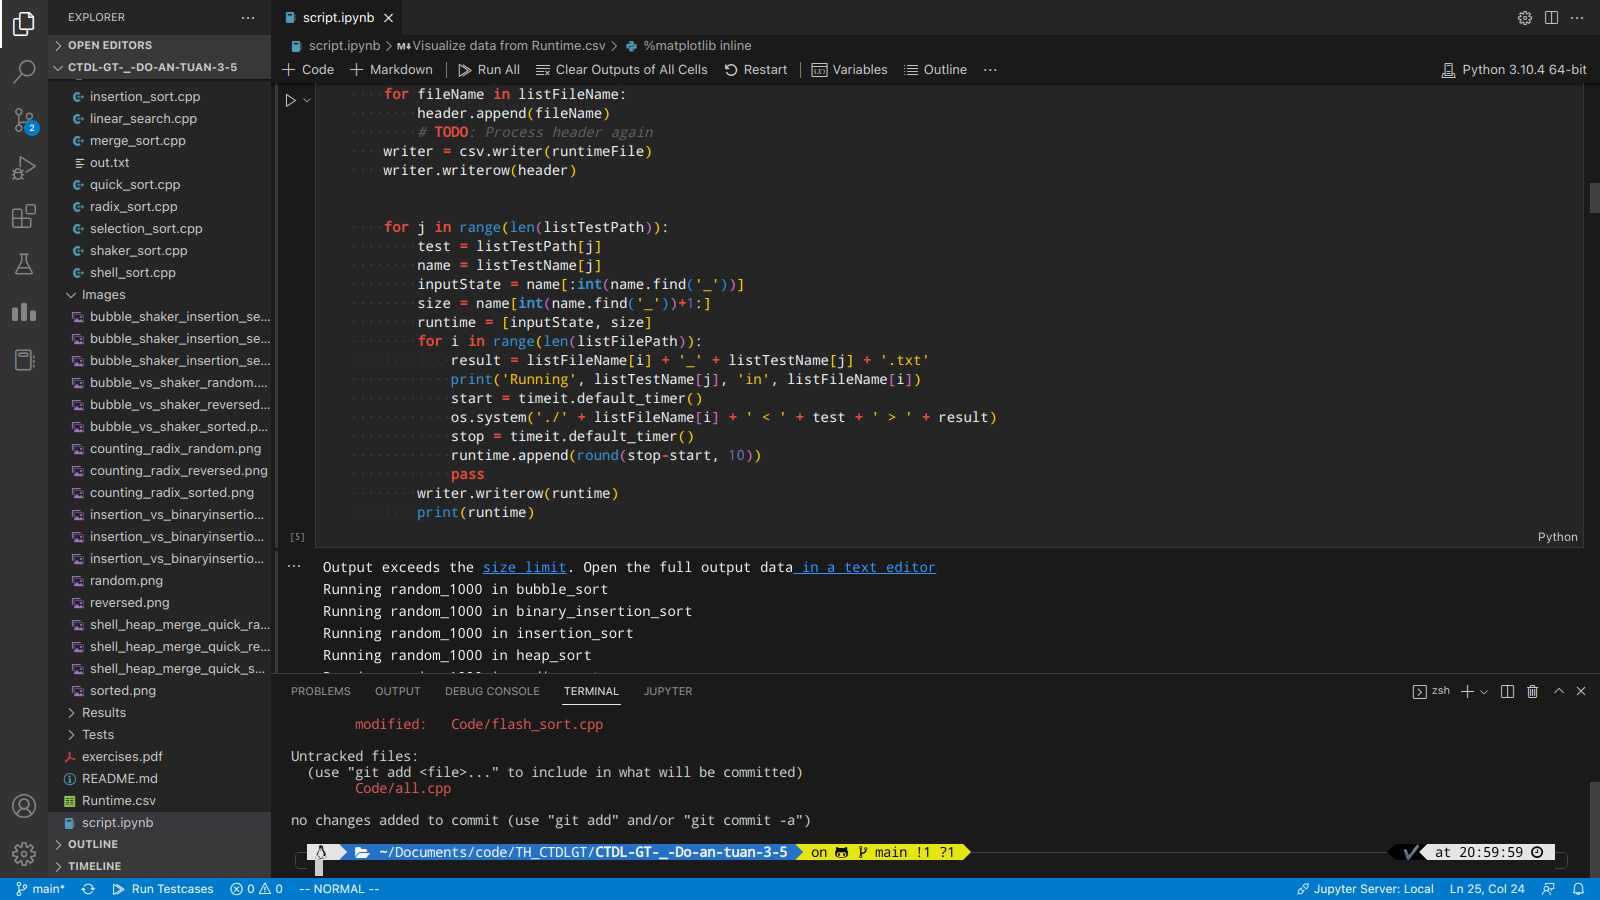 EXPLORER
OPEN EDITORS
CTDL-GT-_-DO-AN-TUAN-3-5
insertion_sort.cpp
linear_search.cpp
merge_sort.cpp
out.txt
quick_sort.cpp
radix_sort.cpp
selection_sort.cpp
shaker_sort.cpp
shell_sort.cpp
Images
bubble_shaker_insertion_se...
bubble_shaker_insertion_se...
bubble_shaker_insertion_se...
bubble_vs_shaker_random....
bubble_vs_shaker_reversed...
bubble_vs_shaker_sorted.p...
counting_radix_random.png
counting_radix_reversed.png
counting_radix_sorted.png
insertion_vs_binaryinsertio...
insertion_vs_binaryinsertio...
insertion_vs_binaryinsertio...
random.png
reversed.png
shell_heap_merge_quick_ra...
shell_heap_merge_quick_re...
shell_heap_merge_quick_s...
sorted.png
Results
Tests
exercises.pdf
README.md
Runtime.csv
script.ipynb
OUTLINE
TIMELINE
2
script.ipynb
script.ipynb > M↓Visualize data from Runtime.csv > %matplotlib inline
+ Code + Markdown Run All Clear Outputs of All Cells Restart Variables Outline ... Python 3.10.4 64-bit
for fileName in listFileName:
header.append(fileName)
# TODO: Process header again
writer = csv.writer(runtimeFile)
writer.writerow(header)
for j in range(len(listTestPath)):
test = listTestPath[j]
name = listTestName[j]
inputState = name[:int(name.find('_'))]
size = name[int(name.find('_'))+1:]
runtime = [inputState, size]
for i in range(len(listFilePath)):
result = listFileName[i] + '_' + listTestName[j] + '.txt'
print('Running', listTestName[j], 'in', listFileName[i])
start = timeit.default_timer()
os.system('./' + listFileName[i] + ' < ' + test + ' > ' + result)
stop = timeit.default_timer()
runtime.append(round(stop-start, 10))
pass
writer.writerow(runtime)
print(runtime)
[5]
Python
Output exceeds the size limit. Open the full output data in a text editor
Running random_1000 in bubble_sort
Running random_1000 in binary_insertion_sort
Running random_1000 in insertion_sort
Running random_1000 in heap_sort
PROBLEMS OUTPUT DEBUG CONSOLE TERMINAL JUPYTER
zsh
modified: Code/flash_sort.cpp
Untracked files:
(use "git add <file>..." to include in what will be committed)
Code/all.cpp
no changes added to commit (use "git add" and/or "git commit -a")
~/Documents/code/TH_CTDLGT/CTDL-GT-_-Do-an-tuan-3-5 on main !1 ?1 at 20:59:59
main* Run Testcases 0 0 -- NORMAL -- Jupyter Server: Local Ln 25, Col 24